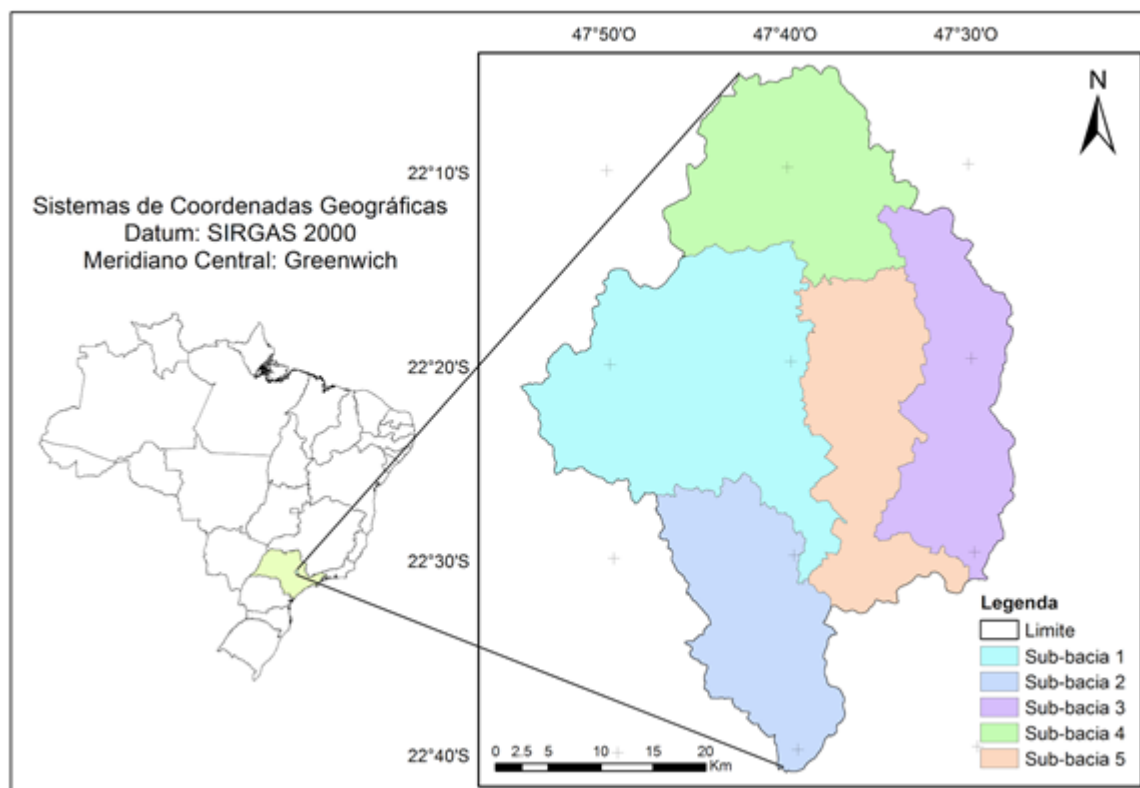 47°50'O 47°40'O 47°30'O
N
22°10'S
Sistemas de Coordenadas Geográficas
Datum: SIRGAS 2000
Meridiano Central: Greenwich
22°20'S
22°30'S
Legenda
Limite
Sub-bacia 1
Sub-bacia 2
Sub-bacia 3
Sub-bacia 4
Sub-bacia 5
22°40'S
0 2.5 5 10 15 20
Km